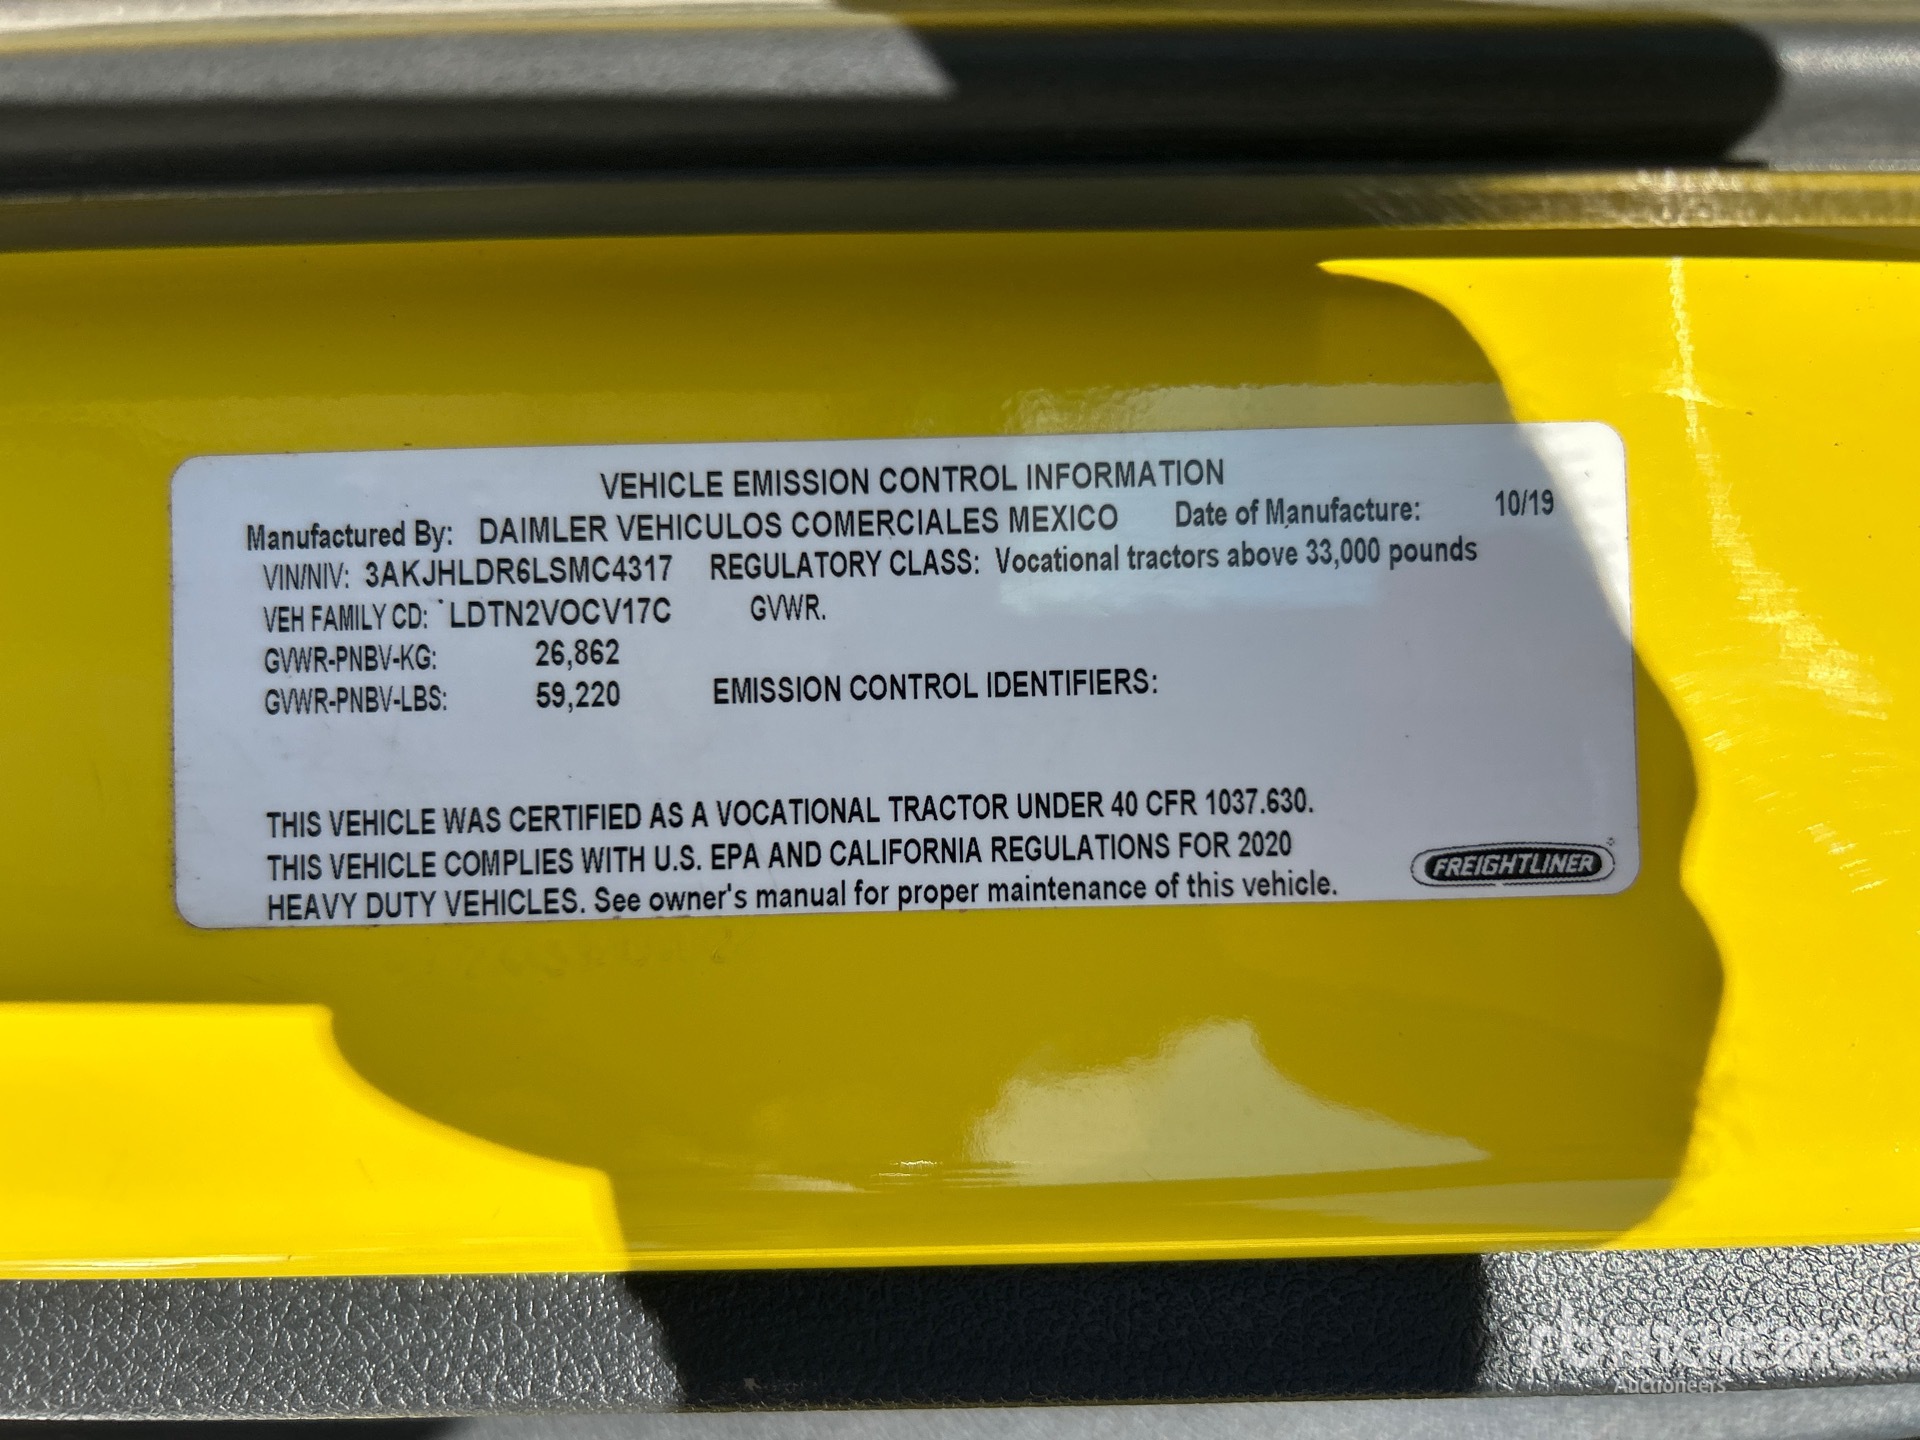 VEHICLE EMISSION CONTROL INFORMATION
Manufactured By: DAIMLER VEHICULOS COMERCIALES MEXICO Date of Manufacture: 10/19
VIN/NIV: 3AKJHLDR6LSMC4317 REGULATORY CLASS: Vocational tractors above 33,000 pounds
VEH FAMILY CD: LDTN2VOCV17C GVWR.
GVWR-PNBV-KG: 26,862
GVWR-PNBV-LBS: 59,220 EMISSION CONTROL IDENTIFIERS:
THIS VEHICLE WAS CERTIFIED AS A VOCATIONAL TRACTOR UNDER 40 CFR 1037.630.
THIS VEHICLE COMPLIES WITH U.S. EPA AND CALIFORNIA REGULATIONS FOR 2020
HEAVY DUTY VEHICLES. See owner's manual for proper maintenance of this vehicle.
FREIGHTLINER
rb RITCHIE BROS
Auctioneers